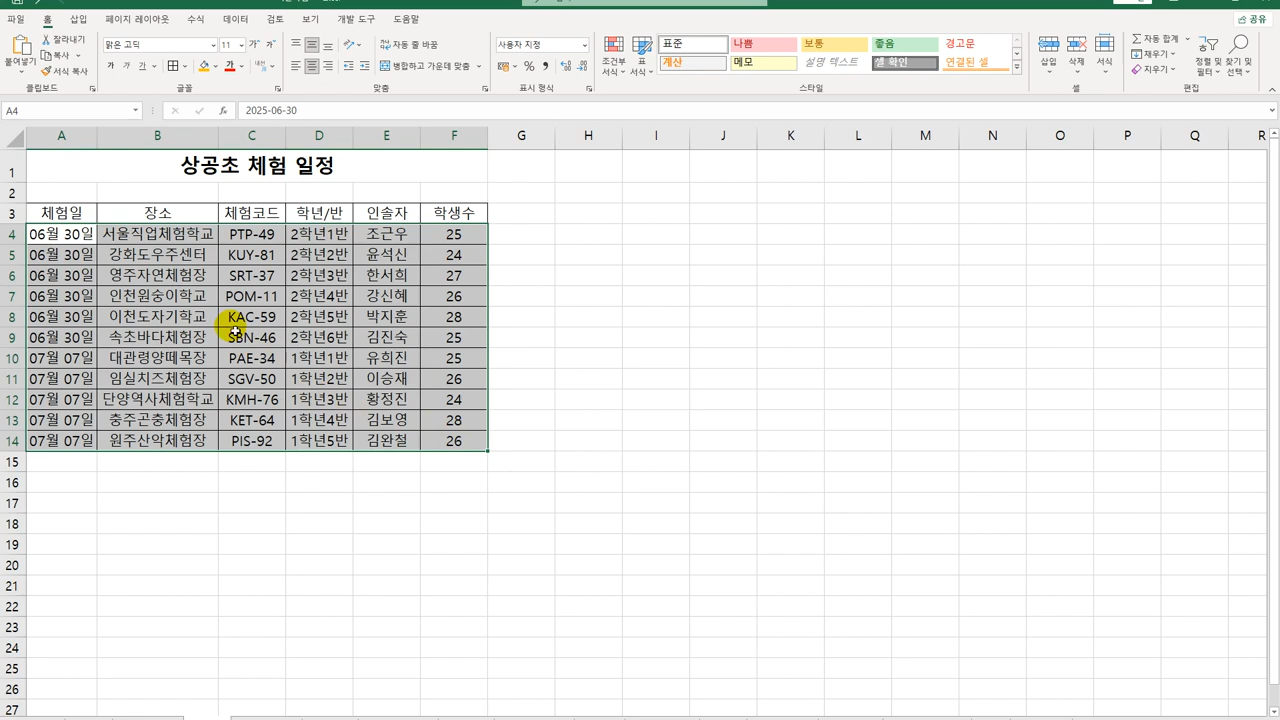 파일 홈 삽입 페이지 레이아웃 수식 데이터 검토 보기 개발 도구 도움말 공유
붙여넣기 잘라내기 복사 서식 복사
맑은 고딕 11 가 가
가 가 가 가
자동 줄 바꿈
병합하고 가운데 맞춤
사용자 지정
% 9
조건부 서식 표 서식
표준 나쁨 보통 좋음 경고문
계산 메모 설명 텍스트 셀 확인 연결된 셀
삽입 삭제 서식
자동 합계 채우기 지우기
정렬 및 필터 찾기 및 선택
클립보드 글꼴 맞춤 표시 형식 스타일 셀 편집
A4 fx 2025-06-30
A B C D E F G H I J K L M N O P Q R
1 상공초 체험 일정
2
3 체험일 장소 체험코드 학년/반 인솔자 학생수
4 06월 30일 서울직업체험학교 PTP-49 2학년1반 조근우 25
5 06월 30일 강화도우주센터 KUY-81 2학년2반 윤석신 24
6 06월 30일 영주자연체험장 SRT-37 2학년3반 한서희 27
7 06월 30일 인천원숭이학교 POM-11 2학년4반 강신혜 26
8 06월 30일 이천도자기학교 KAC-59 2학년5반 박지훈 28
9 06월 30일 속초바다체험장 SBN-46 2학년6반 김진숙 25
10 07월 07일 대관령양떼목장 PAE-34 1학년1반 유희진 25
11 07월 07일 임실치즈체험장 SGV-50 1학년2반 이승재 26
12 07월 07일 단양역사체험학교 KMH-76 1학년3반 황정진 24
13 07월 07일 충주곤충체험장 KET-64 1학년4반 김보영 28
14 07월 07일 원주산악체험장 PIS-92 1학년5반 김완철 26
15
16
17
18
19
20
21
22
23
24
25
26
27